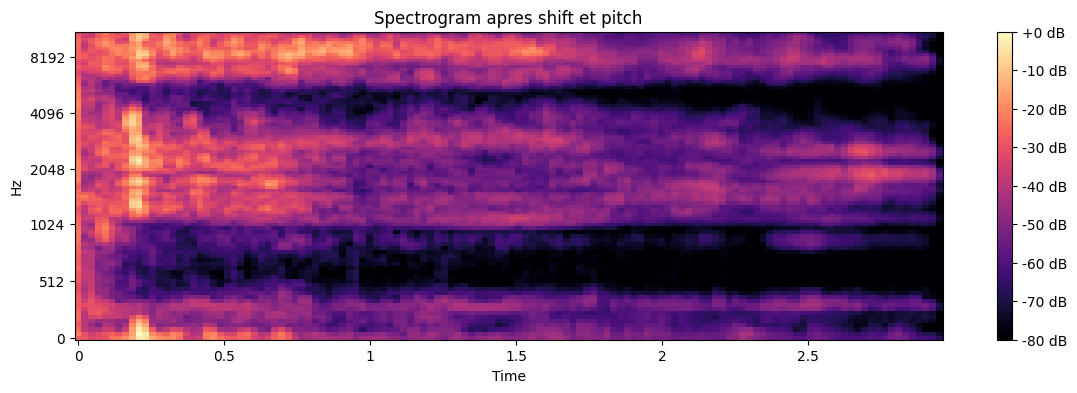 Spectrogram apres shift et pitch
Hz
8192
4096
2048
1024
512
0
0
0.5
1
1.5
2
2.5
Time
+0 dB
-10 dB
-20 dB
-30 dB
-40 dB
-50 dB
-60 dB
-70 dB
-80 dB